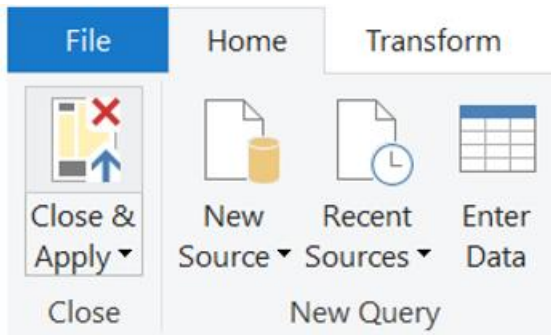 File Home Transform
Close & New Recent Enter
Apply Source Sources Data
Close New Query